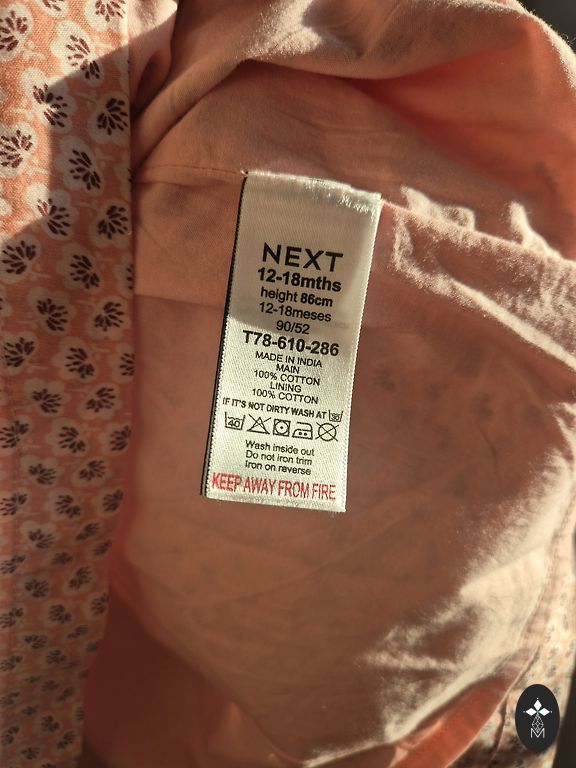 NEXT
12-18mths
height 86cm
12-18meses
90/52
T78-610-286
MADE IN INDIA
MAIN
100% COTTON
LINING
100% COTTON
IF IT'S NOT DIRTY WASH AT 30
40
Wash inside out
Do not iron trim
Iron on reverse
KEEP AWAY FROM FIRE
M